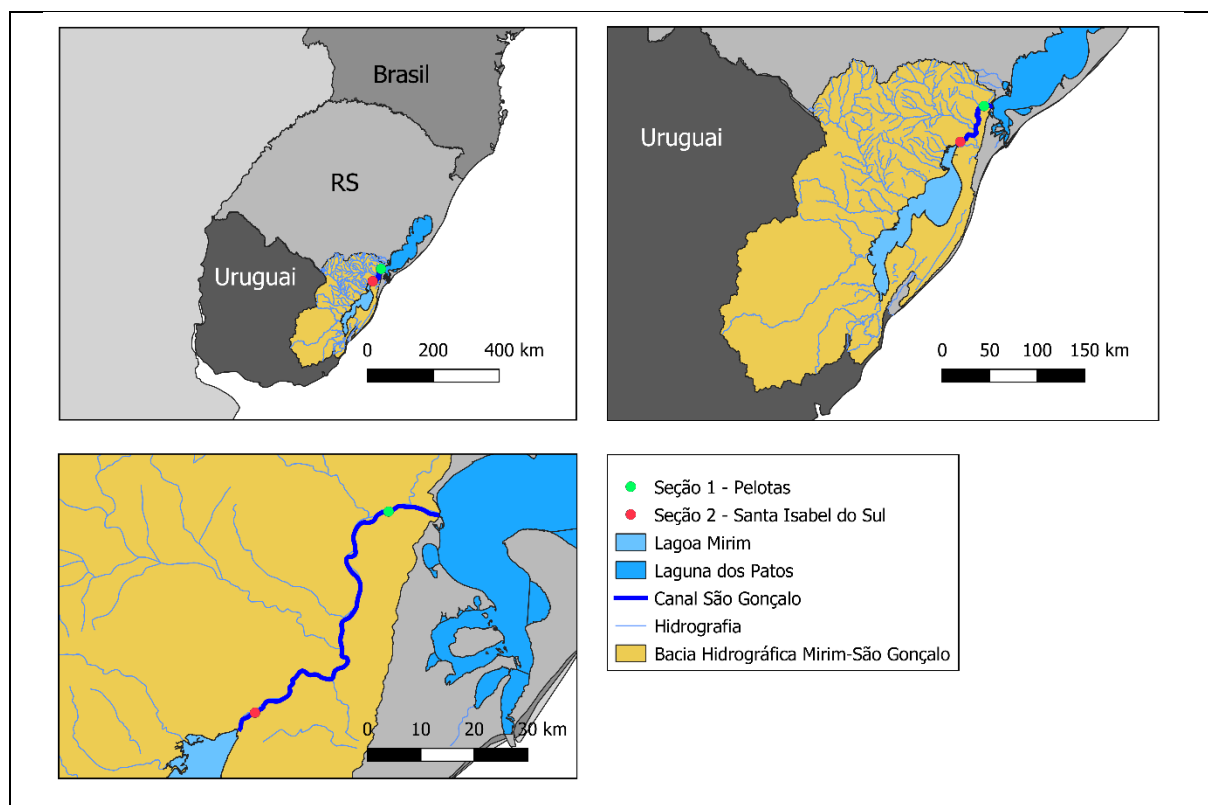 Brasil
RS
Uruguai
0 200 400 km
Uruguai
0 50 100 150 km
0 10 20 30 km
Seção 1 - Pelotas
Seção 2 - Santa Isabel do Sul
Lagoa Mirim
Laguna dos Patos
Canal São Gonçalo
Hidrografia
Bacia Hidrográfica Mirim-São Gonçalo